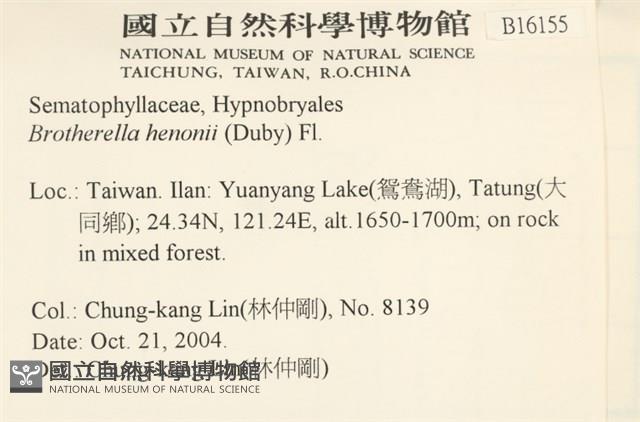 國立自然科學博物館
B16155
NATIONAL MUSEUM OF NATURAL SCIENCE
TAICHUNG, TAIWAN, R.O.CHINA
Sematophyllaceae, Hypnobryales
Brotherella henonii (Duby) Fl.
Loc.: Taiwan. Ilan: Yuanyang Lake(鴛鴦湖), Tatung(大
同鄉); 24.34N, 121.24E, alt.1650-1700m; on rock
in mixed forest.
Col.: Chung-kang Lin(林仲剛), No. 8139
Date: Oct. 21, 2004.
Det.: Chung-kang Lin(林仲剛)
國立自然科學博物館
NATIONAL MUSEUM OF NATURAL SCIENCE